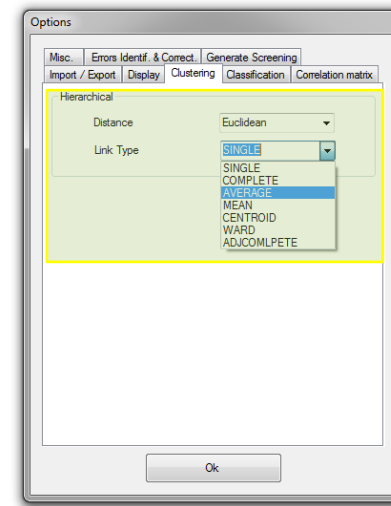 Options
Misc. Errors Identif. & Correct. Generate Screening
Import / Export Display Clustering Classification Correlation matrix
Hierarchical
Distance Euclidean
Link Type SINGLE
SINGLE
COMPLETE
AVERAGE
MEAN
CENTROID
WARD
ADJCOMLPETE
Ok